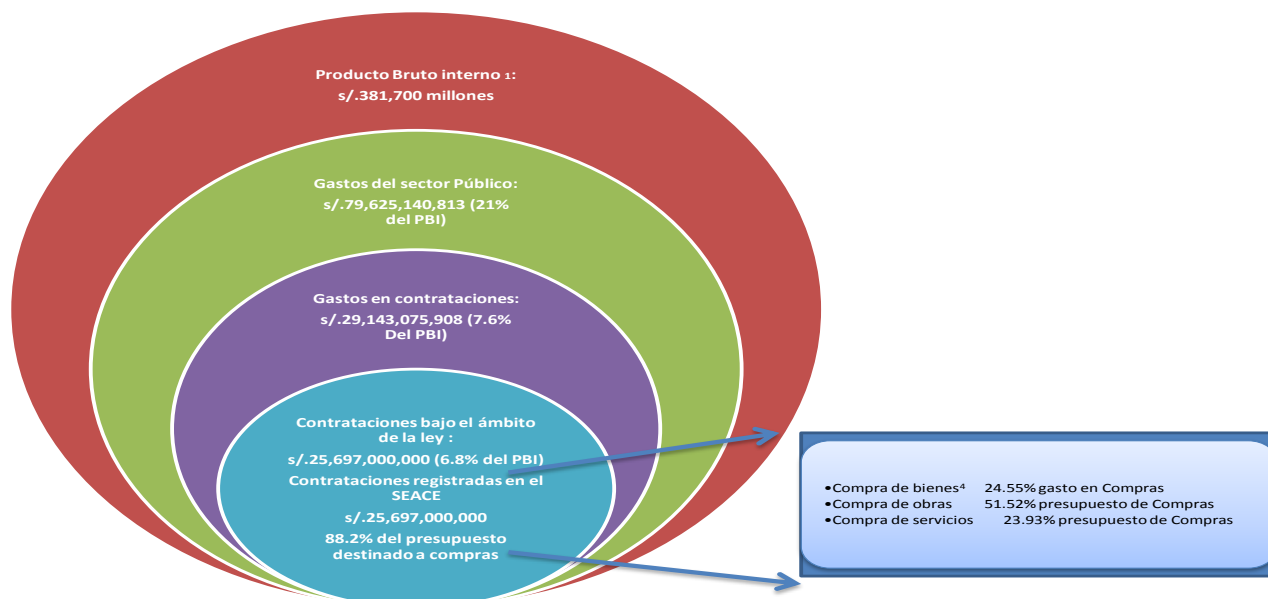 Producto Bruto interno 1:
s/.381,700 millones
Gastos del sector Público:
s/.79,625,140,813 (21%
del PBI)
Gastos en contrataciones:
s/.29,143,075,908 (7.6%
Del PBI)
Contrataciones bajo el ámbito
de la ley :
s/.25,697,000,000 (6.8% del PBI)
Contrataciones registradas en el
SEACE
s/.25,697,000,000
88.2% del presupuesto
destinado a compras
•Compra de bienes⁴ 24.55% gasto en Compras
•Compra de obras 51.52% presupuesto de Compras
•Compra de servicios 23.93% presupuesto de Compras